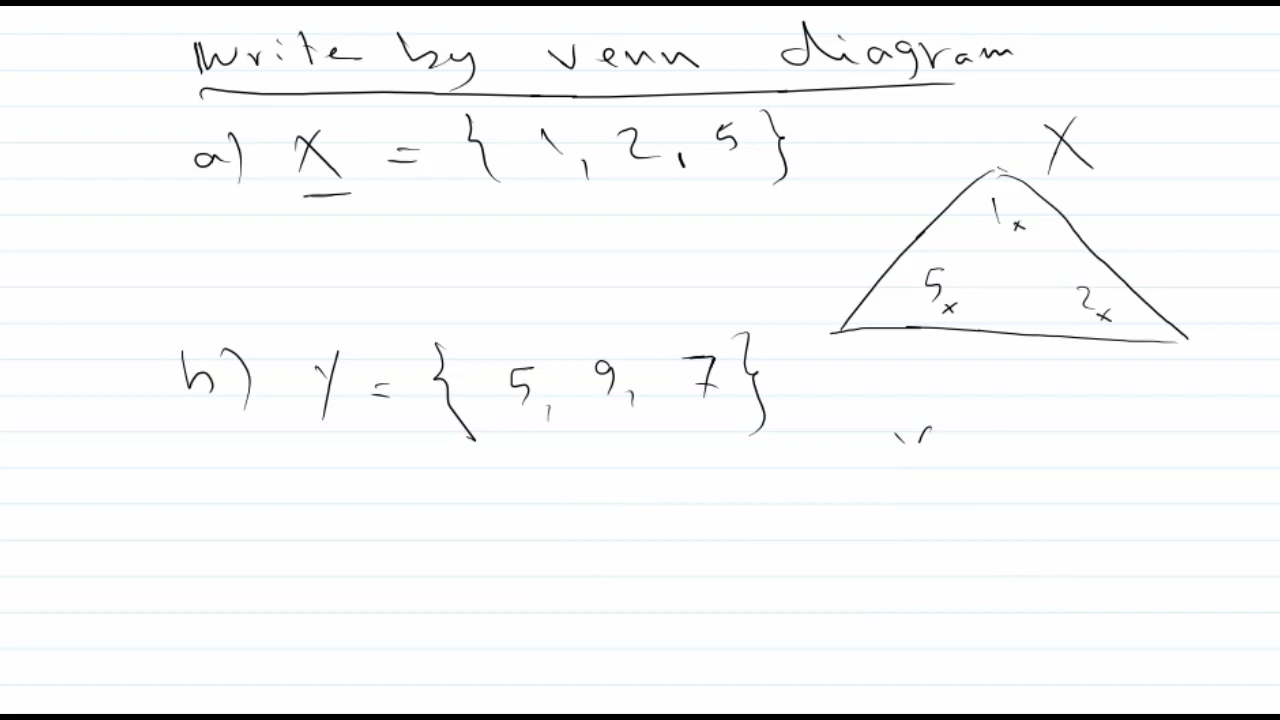 write by venn diagram
a) X = { 1, 2, 5 }
X
1x
5x
2x
b) Y = { 5, 9, 7 }